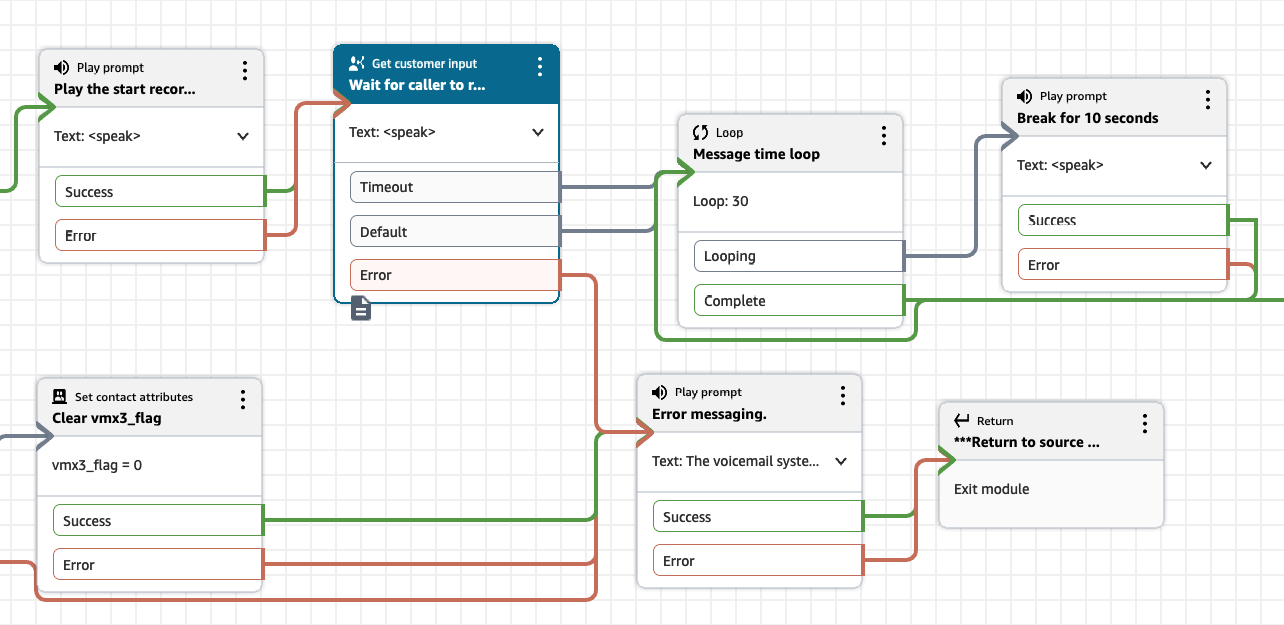 Play prompt
Play the start recor...
Text: <speak>
Success
Error
Get customer input
Wait for caller to r...
Text: <speak>
Timeout
Default
Error
Loop
Message time loop
Loop: 30
Looping
Complete
Play prompt
Break for 10 seconds
Text: <speak>
Success
Error
Set contact attributes
Clear vmx3_flag
vmx3_flag = 0
Success
Error
Play prompt
Error messaging.
Text: The voicemail syste...
Success
Error
Return
***Return to source ...
Exit module